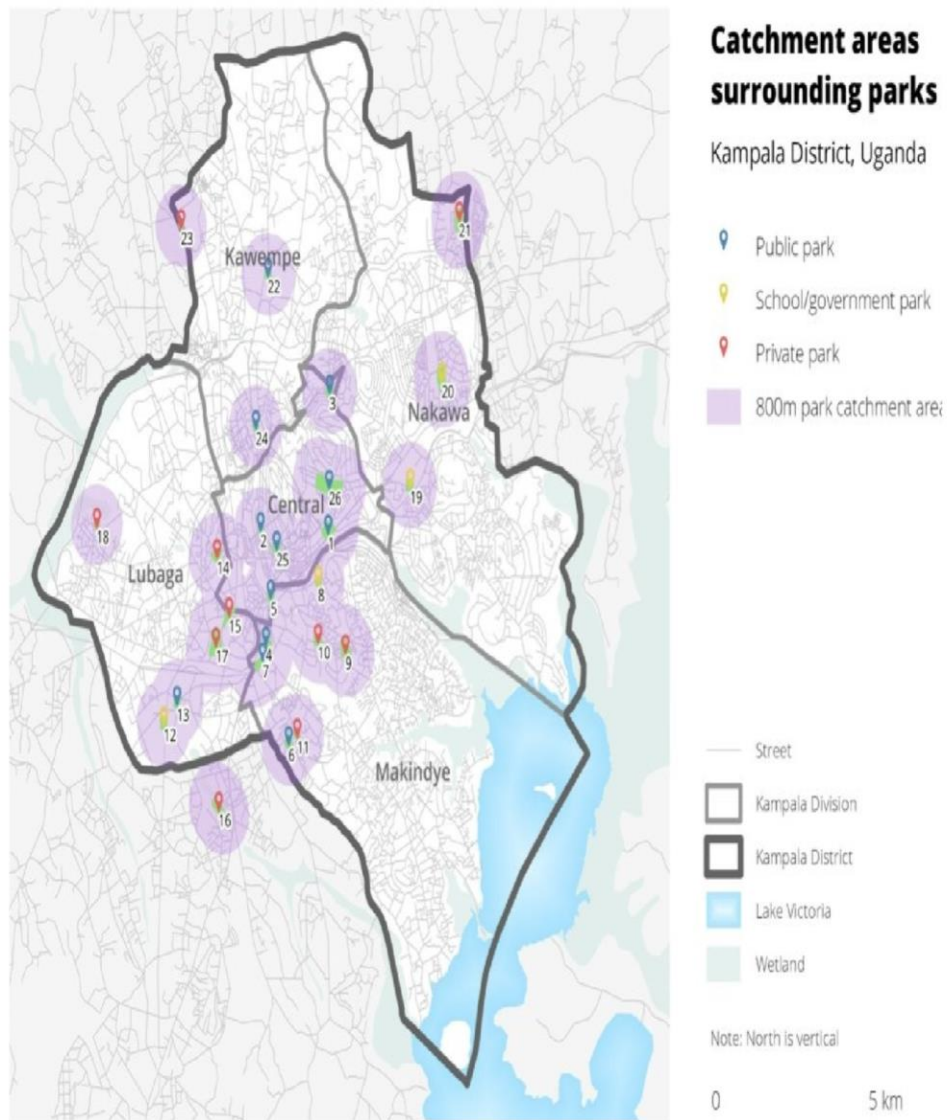 Catchment areas
surrounding parks
Kampala District, Uganda
Public park
School/government park
Private park
800m park catchment area
Street
Kampala Division
Kampala District
Lake Victoria
Wetland
Note: North is vertical
0 5 km
21
23
Kawempe
22
20
3
Nakawa
24
19
26
Central
18
2
1
25
14
Lubaga
8
5
15
4
10
9
17
7
13
12
6 11
Makindye
16